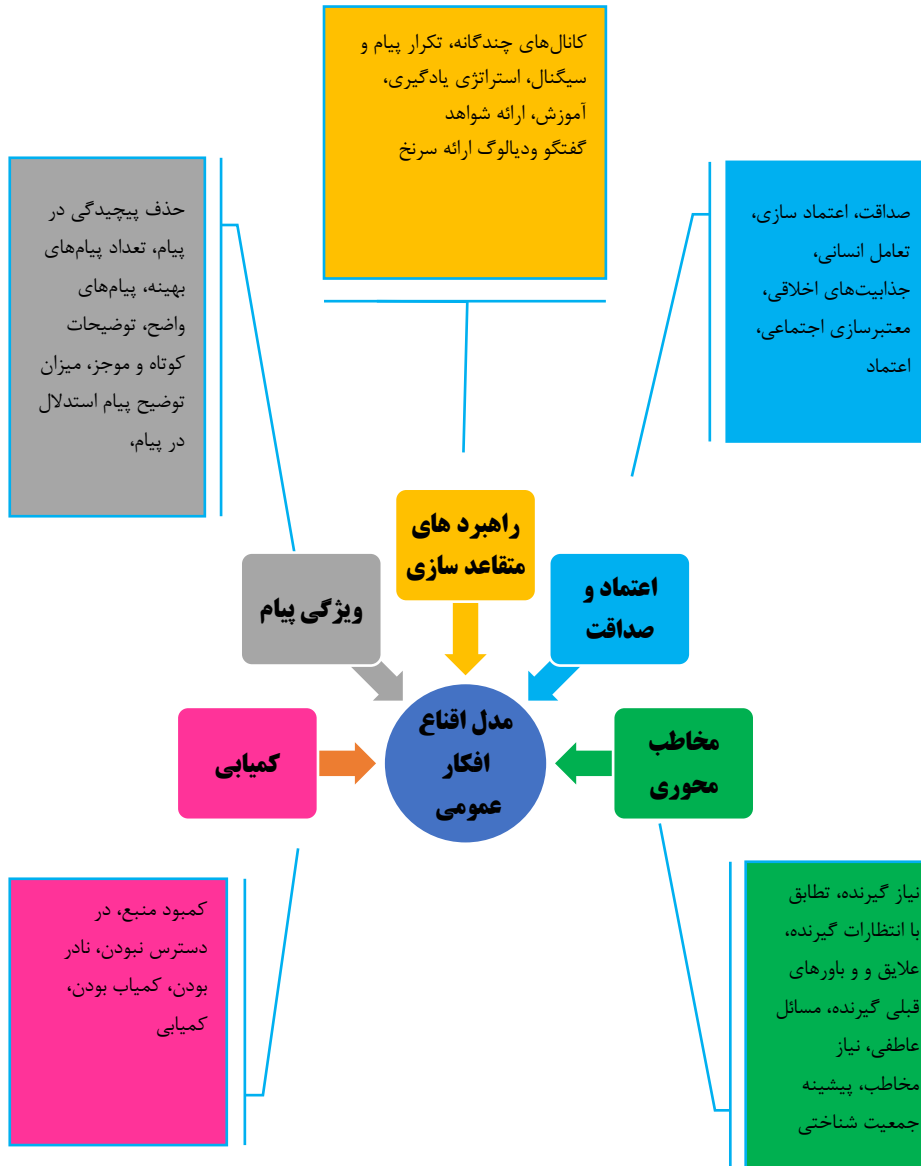 کانال‌های چندگانه، تکرار پیام و
سیگنال، استراتژی یادگیری،
آموزش، ارائه شواهد
گفتگو ودیالوگ ارائه سرنخ
صداقت، اعتماد سازی،
تعامل انسانی،
جذابیت‌های اخلاقی،
معتبرسازی اجتماعی،
اعتماد
حذف پیچیدگی در
پیام، تعداد پیام‌های
بهینه، پیام‌های
واضح، توضیحات
کوتاه و موجز، میزان
توضیح پیام استدلال
در پیام،
راهبرد های
متقاعد سازی
اعتماد و
صداقت
ویژگی پیام
مخاطب
محوری
مدل اقناع
افکار
عمومی
کمیابی
نیاز گیرنده، تطابق
با انتظارات گیرنده،
علایق و و باورهای
قبلی گیرنده، مسائل
عاطفی، نیاز
مخاطب، پیشینه
جمعیت شناختی
کمبود منبع، در
دسترس نبودن، نادر
بودن، کمیاب بودن،
کمیابی